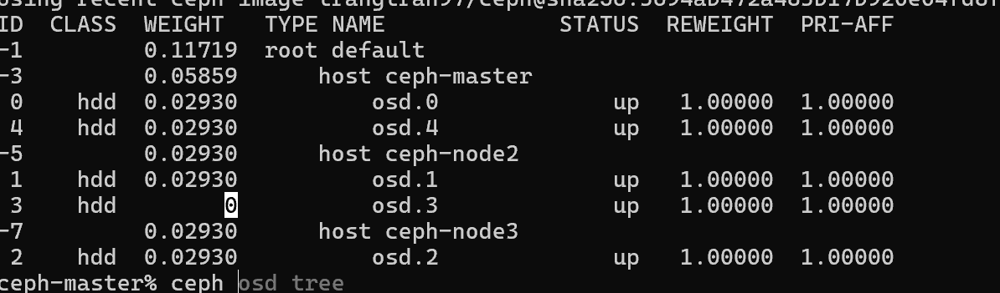 using recent ceph image trangtran97/ceph@sha256:
ID  CLASS  WEIGHT   TYPE NAME             STATUS  REWEIGHT  PRI-AFF
-1         0.11719  root default
-3         0.05859      host ceph-master
 0    hdd  0.02930          osd.0             up   1.00000  1.00000
 4    hdd  0.02930          osd.4             up   1.00000  1.00000
-5         0.02930      host ceph-node2
 1    hdd  0.02930          osd.1             up   1.00000  1.00000
 3    hdd        0          osd.3             up   1.00000  1.00000
-7         0.02930      host ceph-node3
 2    hdd  0.02930          osd.2             up   1.00000  1.00000
ceph-master% ceph osd tree